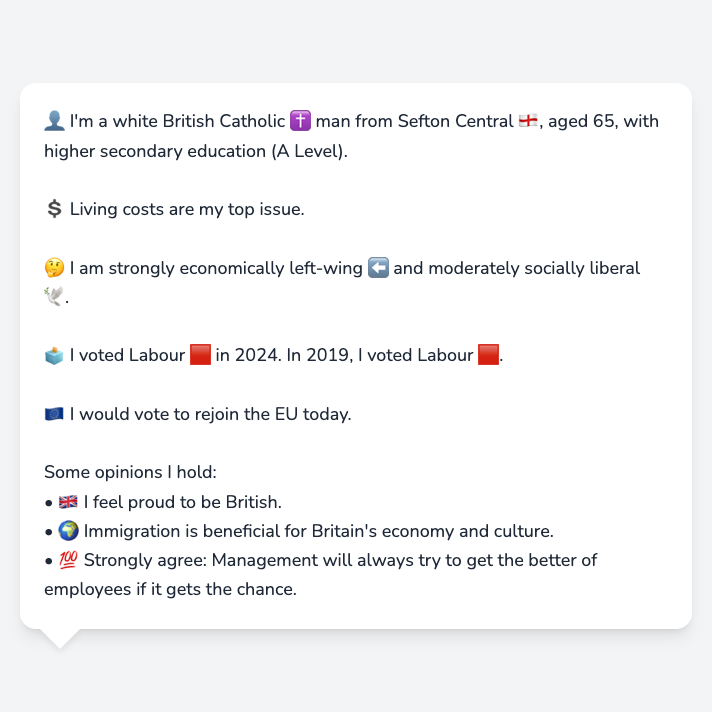 👤 I'm a white British Catholic ✝️ man from Sefton Central 🏴󠁧󠁢󠁥󠁮󠁧󠁿, aged 65, with
higher secondary education (A Level).
💲 Living costs are my top issue.
🤔 I am strongly economically left-wing ⬅️ and moderately socially liberal
🕊️.
🗳️ I voted Labour 🟥 in 2024. In 2019, I voted Labour 🟥.
🇪🇺 I would vote to rejoin the EU today.
Some opinions I hold:
• 🇬🇧 I feel proud to be British.
• 🌍 Immigration is beneficial for Britain's economy and culture.
• 💯 Strongly agree: Management will always try to get the better of
employees if it gets the chance.